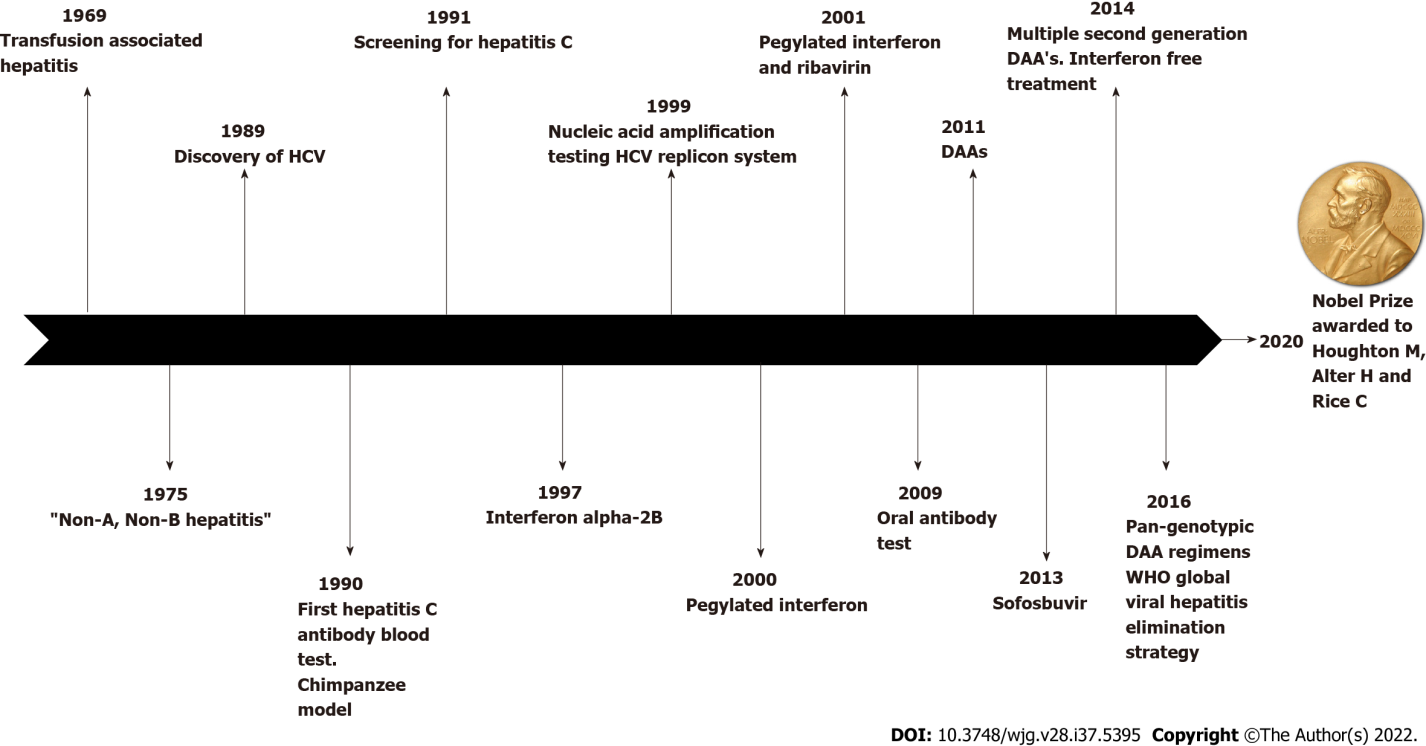 1969
Transfusion associated
hepatitis
1989
Discovery of HCV
1991
Screening for hepatitis C
1999
Nucleic acid amplification
testing HCV replicon system
2001
Pegylated interferon
and ribavirin
2011
DAAs
2014
Multiple second generation
DAA's. Interferon free
treatment
2020
Nobel Prize
awarded to
Houghton M,
Alter H and
Rice C
1975
"Non-A, Non-B hepatitis"
1990
First hepatitis C
antibody blood
test.
Chimpanzee
model
1997
Interferon alpha-2B
2000
Pegylated interferon
2009
Oral antibody
test
2013
Sofosbuvir
2016
Pan-genotypic
DAA regimens
WHO global
viral hepatitis
elimination
strategy
DOI: 10.3748/wjg.v28.i37.5395 Copyright ©The Author(s) 2022.